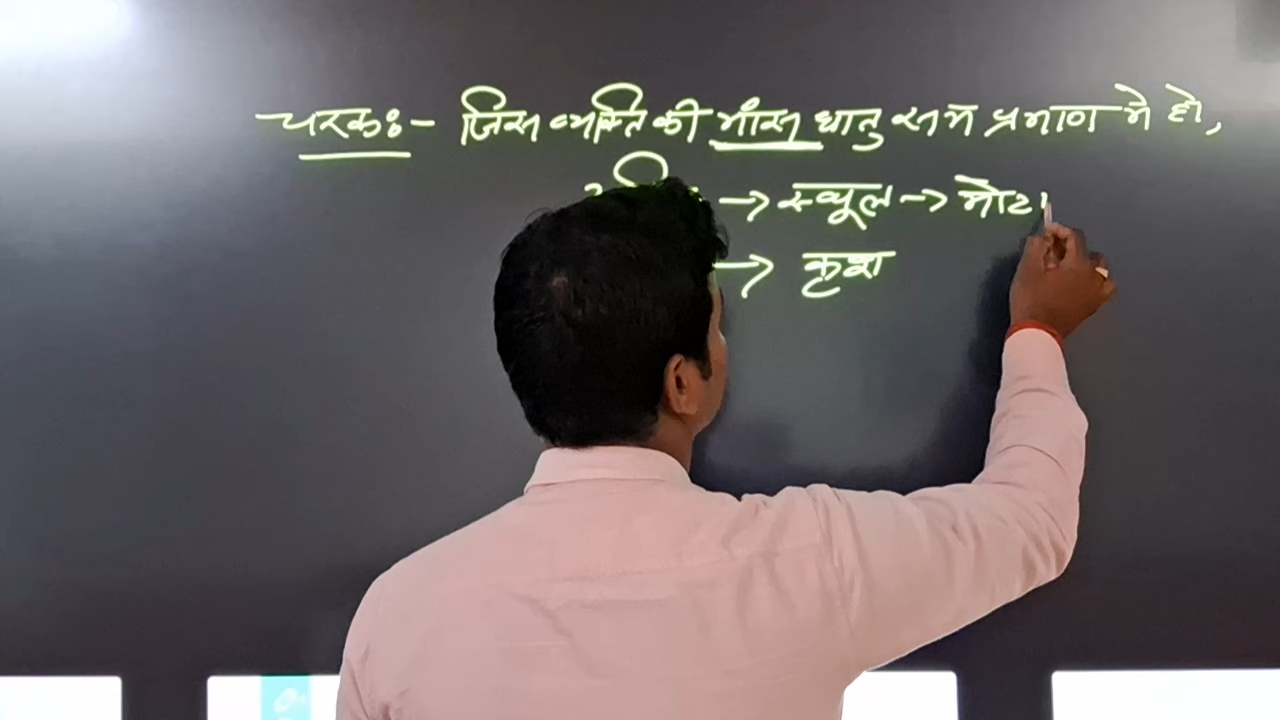 चरकः- जिस व्यक्ति की मांस धातु सम प्रमाण मे हो,
→ स्थूल → मोटा
→ कृश